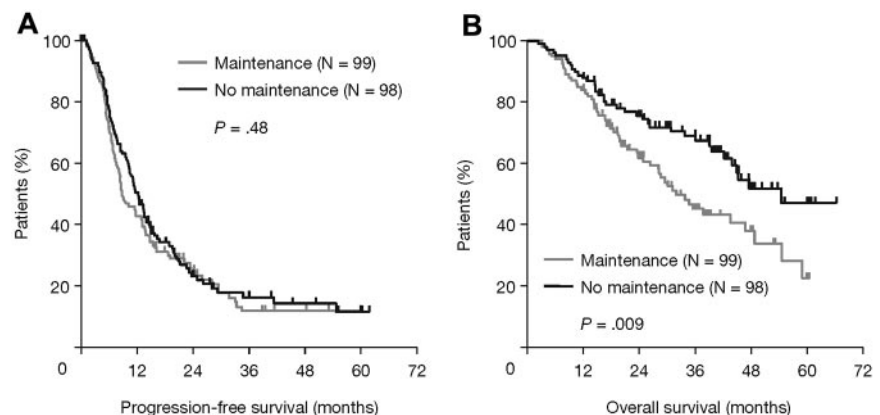 A
100
80
60
40
20
0
Patients (%)
Maintenance (N = 99)
No maintenance (N = 98)
P = .48
12 24 36 48 60 72
Progression-free survival (months)
B
100
80
60
40
20
0
Patients (%)
Maintenance (N = 99)
No maintenance (N = 98)
P = .009
12 24 36 48 60 72
Overall survival (months)